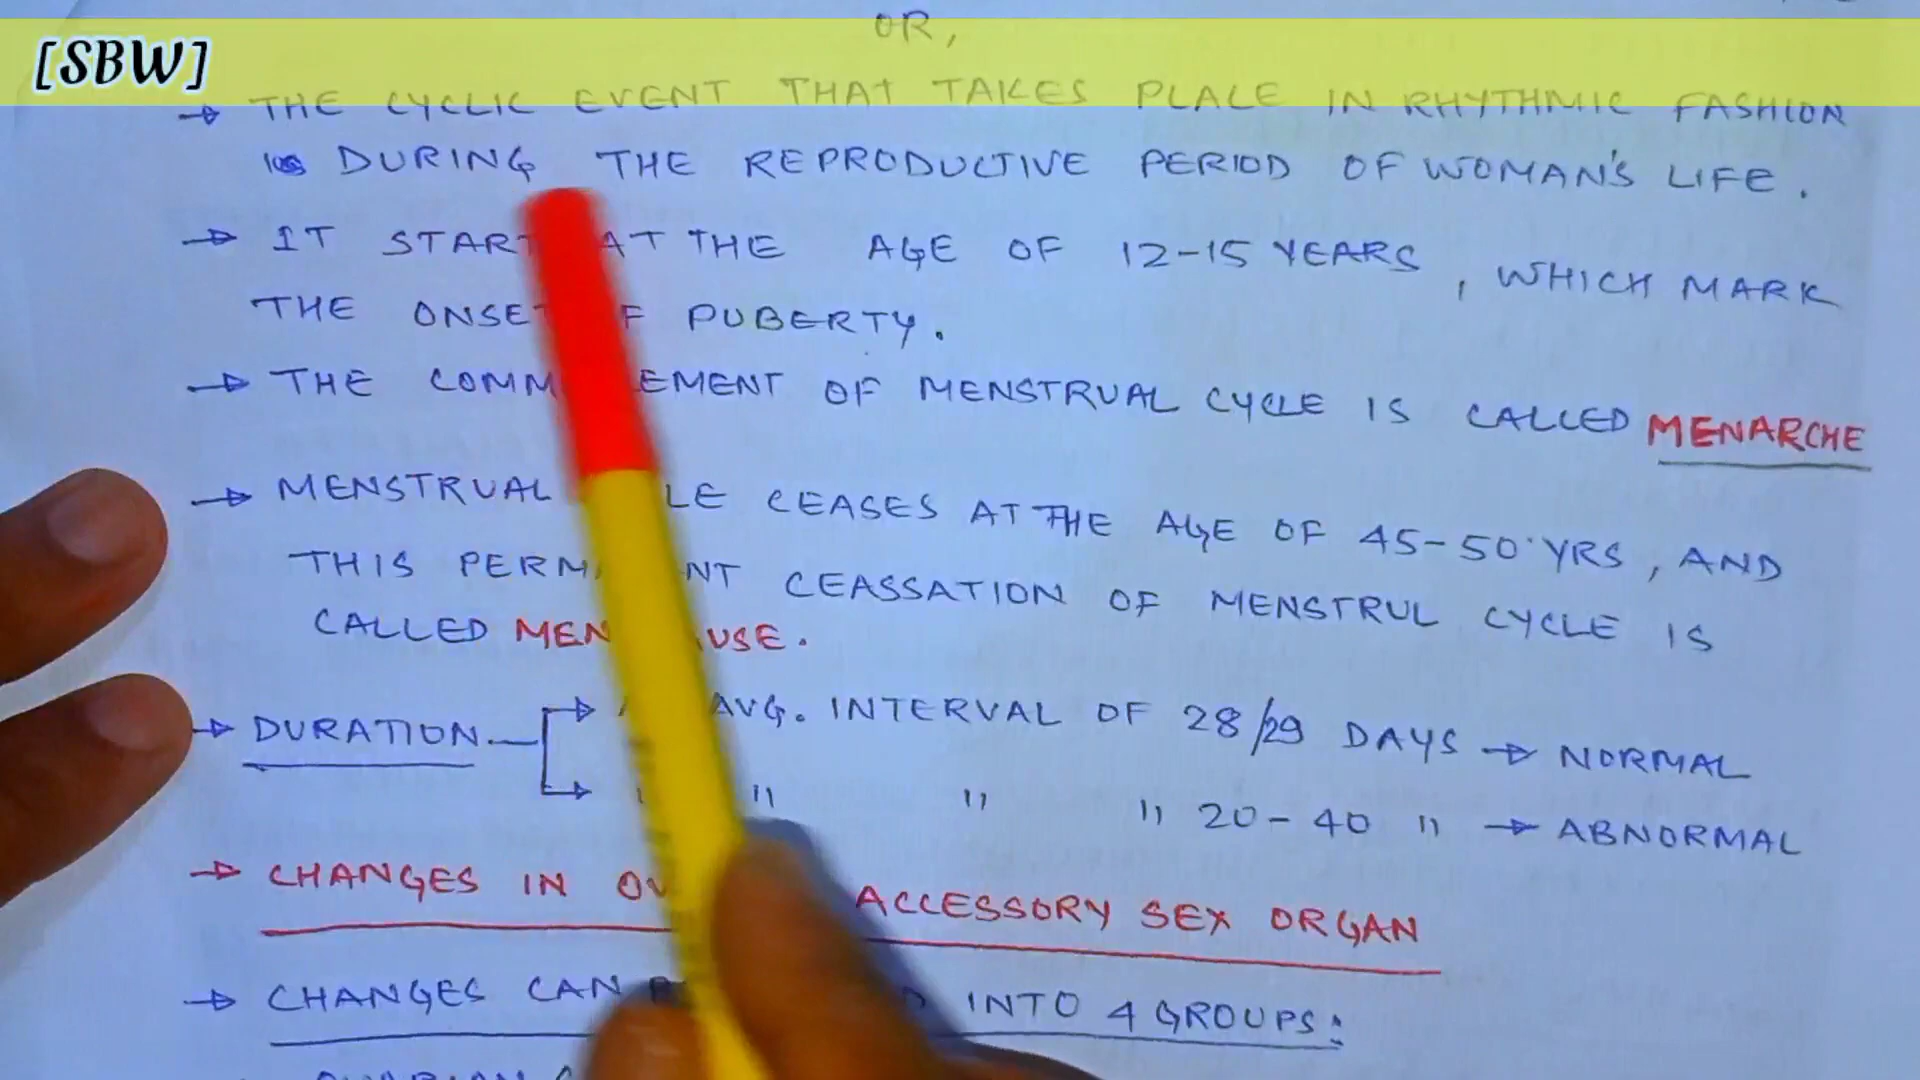 OR,
[SBW]
→ THE CYCLIC EVENT THAT TAKES PLACE IN RHYTHMIC FASHION
DURING THE REPRODUCTIVE PERIOD OF WOMAN'S LIFE.
→ IT START AT THE AGE OF 12-15 YEARS, WHICH MARK
THE ONSET F PUBERTY.
→ THE COMM EMENT OF MENSTRUAL CYCLE IS CALLED MENARCHE
→ MENSTRUAL LE CEASES AT THE AGE OF 45-50 YRS, AND
THIS PERM NT CEASSATION OF MENSTRUL CYCLE IS
CALLED MEN USE.
→ DURATION → AVG. INTERVAL OF 28/29 DAYS → NORMAL
→ " " " 20-40 " → ABNORMAL
→ CHANGES IN OV ACCESSORY SEX ORGAN
→ CHANGES CAN INTO 4 GROUPS: